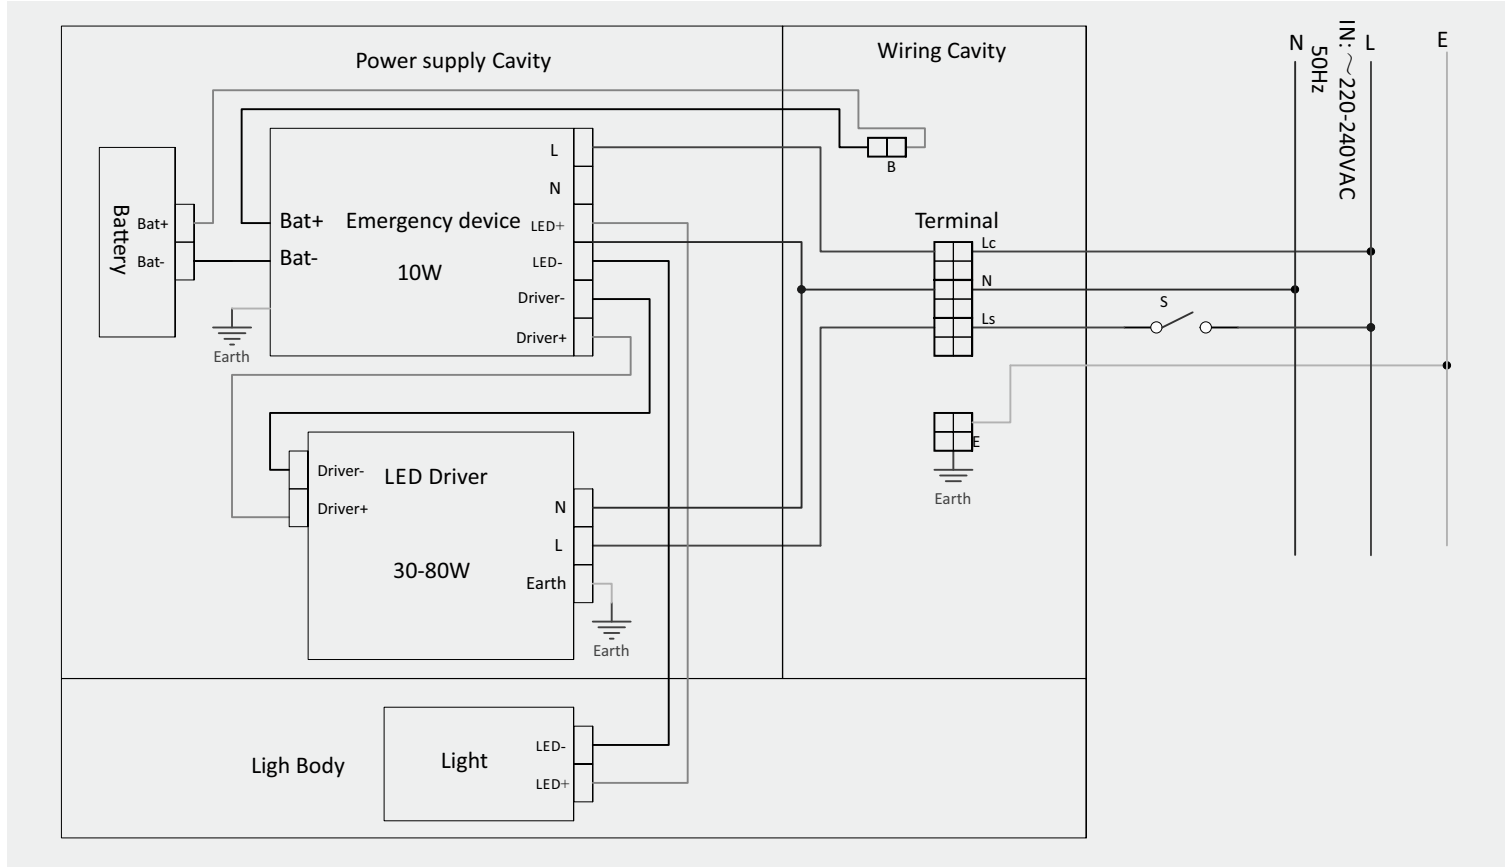 Power supply Cavity
Wiring Cavity
N
IN: ～220-240VAC
50Hz
L
E
B
Battery
Bat+
Bat-
Bat+
Bat-
Emergency device
10W
L
N
LED+
LED-
Driver-
Driver+
Earth
Terminal
Lc
N
Ls
S
E
Earth
Driver-
Driver+
LED Driver
30-80W
N
L
Earth
Earth
Ligh Body
Light
LED-
LED+